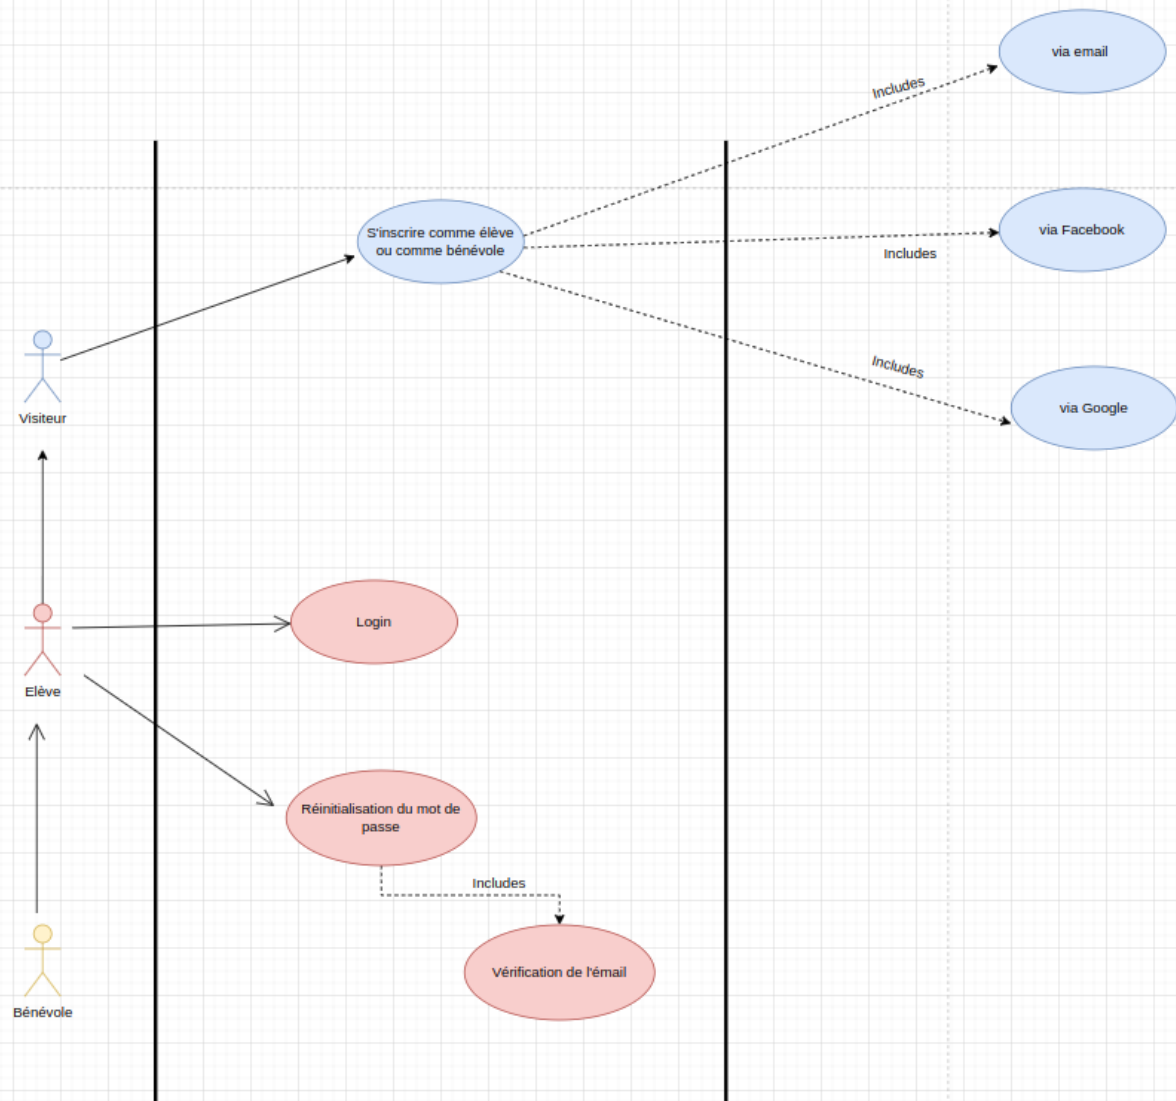 via email
Includes
S'inscrire comme élève
ou comme bénévole
via Facebook
Includes
Includes
via Google
Visiteur
Login
Elève
Réinitialisation du mot de
passe
Includes
Vérification de l'émail
Bénévole